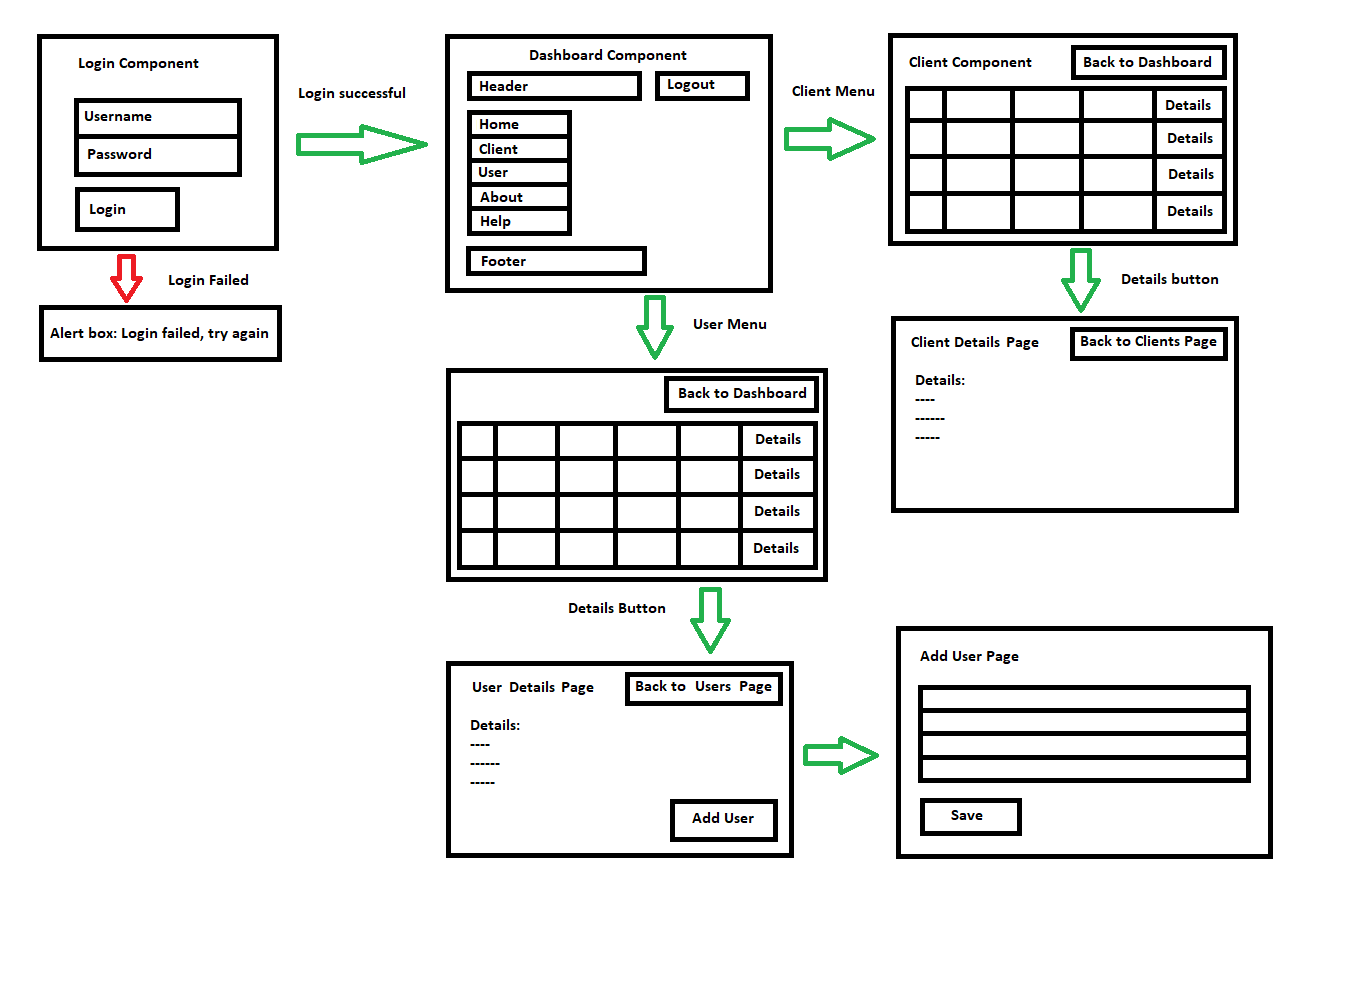 Login Component
Username
Password
Login
Login Failed
Alert box: Login failed, try again
Login successful
Dashboard Component
Header
Logout
Home
Client
User
About
Help
Footer
Client Menu
Client Component
Back to Dashboard
Details
Details
Details
Details
Details button
Client Details Page
Back to Clients Page
Details:
----
------
-----
User Menu
Back to Dashboard
Details
Details
Details
Details
Details Button
User Details Page
Back to Users Page
Details:
----
------
-----
Add User
Add User Page
Save